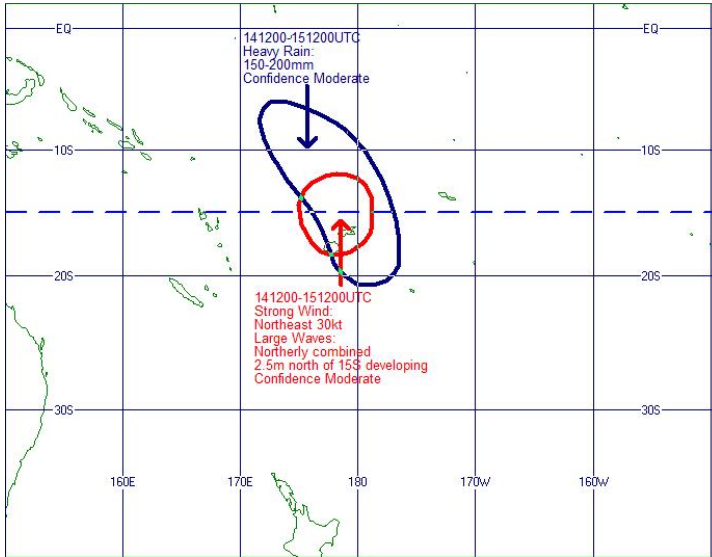 EQ EQ
141200-151200UTC
Heavy Rain:
150-200mm
Confidence Moderate
10S 10S
20S 20S
141200-151200UTC
Strong Wind:
Northeast 30kt
Large Waves:
Northerly combined
2.5m north of 15S developing
Confidence Moderate
30S 30S
160E 170E 180 170W 160W